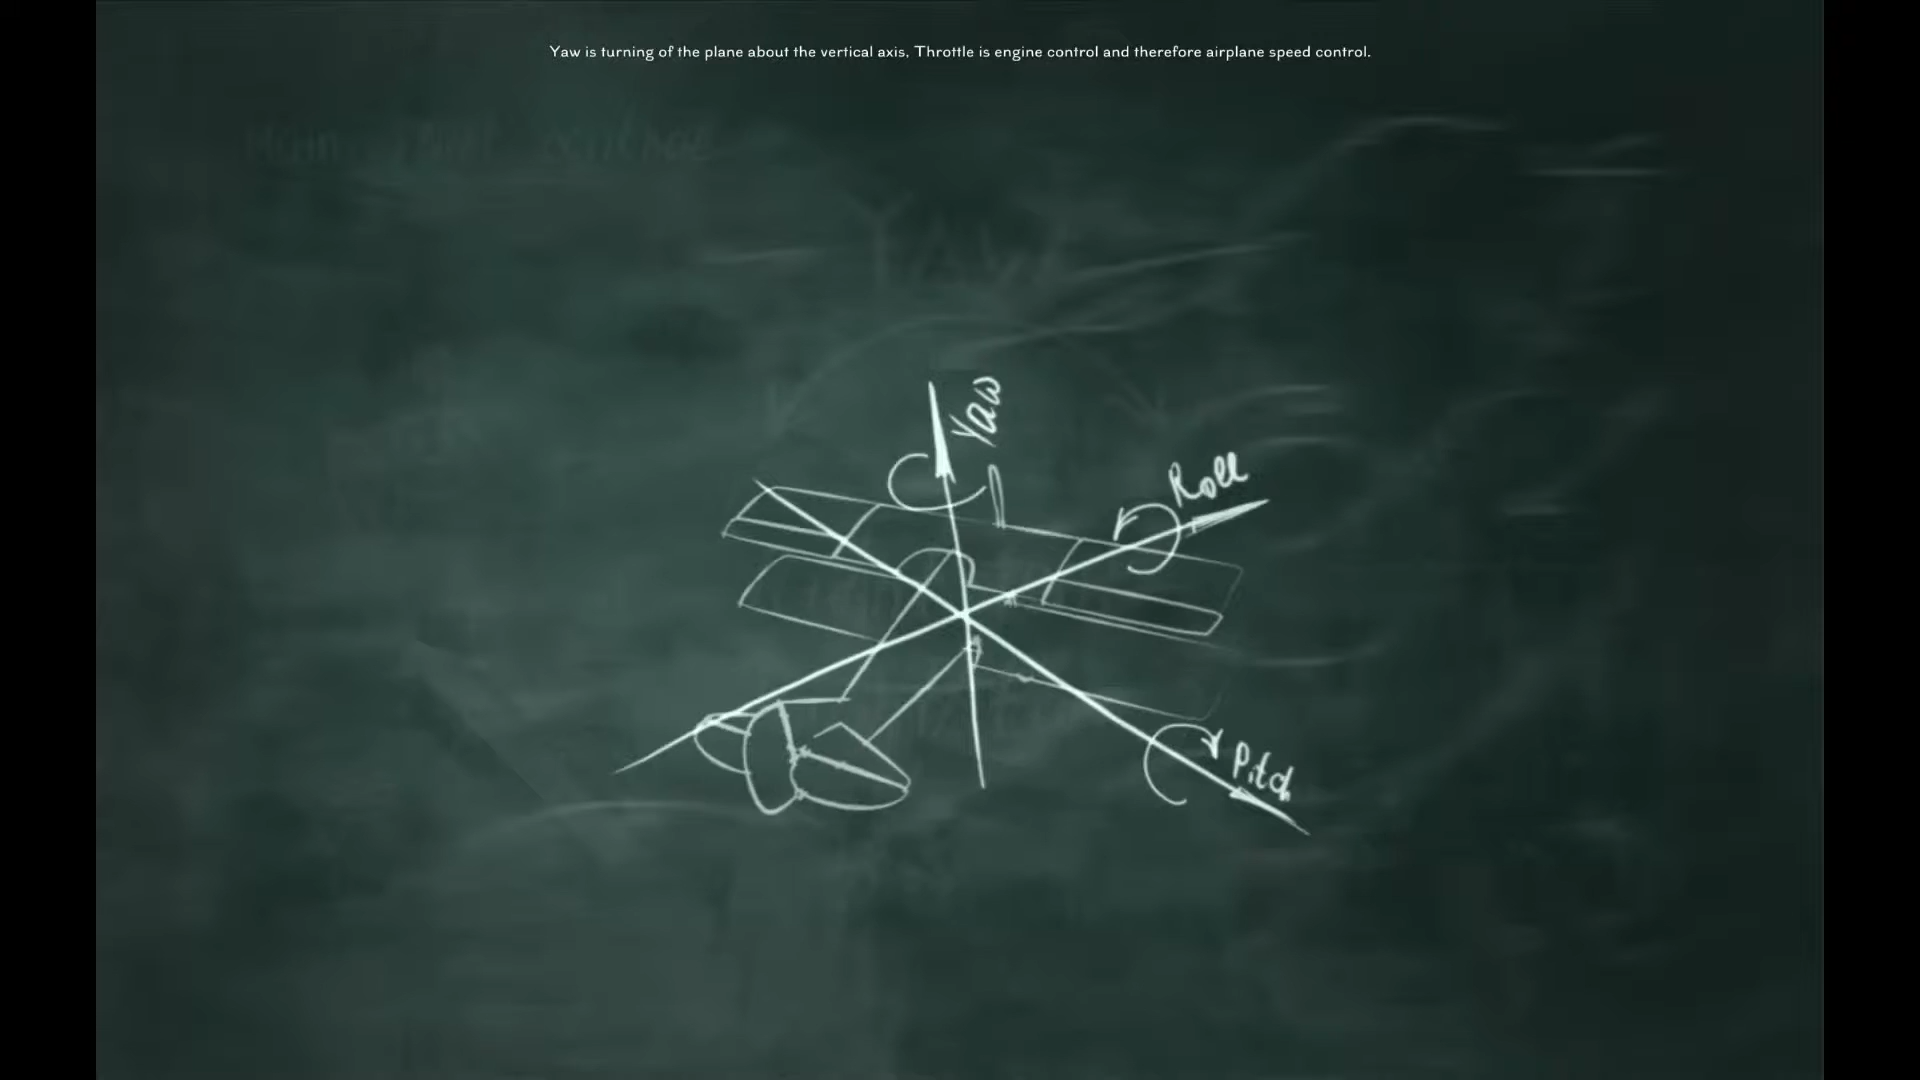 Yaw is turning of the plane about the vertical axis, Throttle is engine control and therefore airplane speed control.
YAW
Yaw
Roll
Pitch